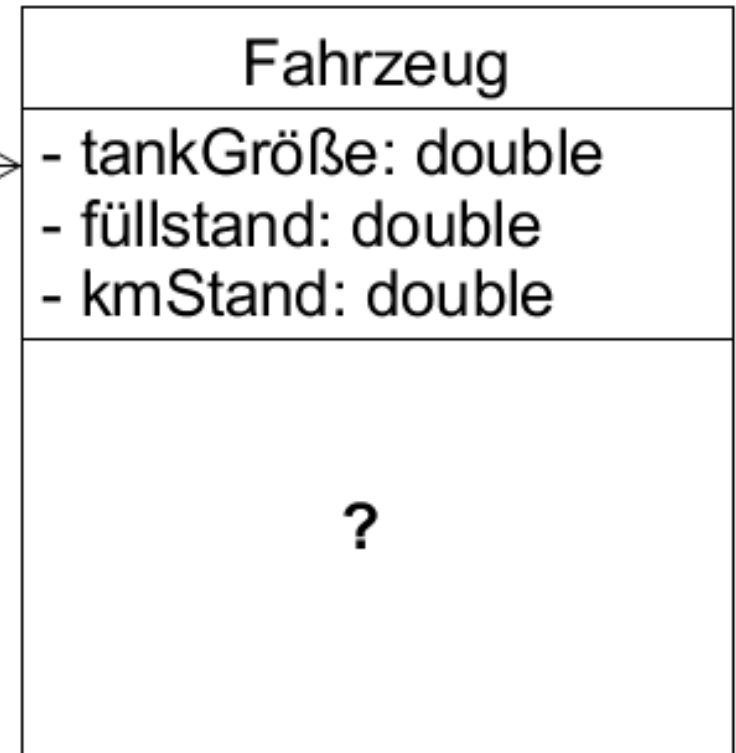 Fahrzeug
- tankGröße: double
- füllstand: double
- kmStand: double
?